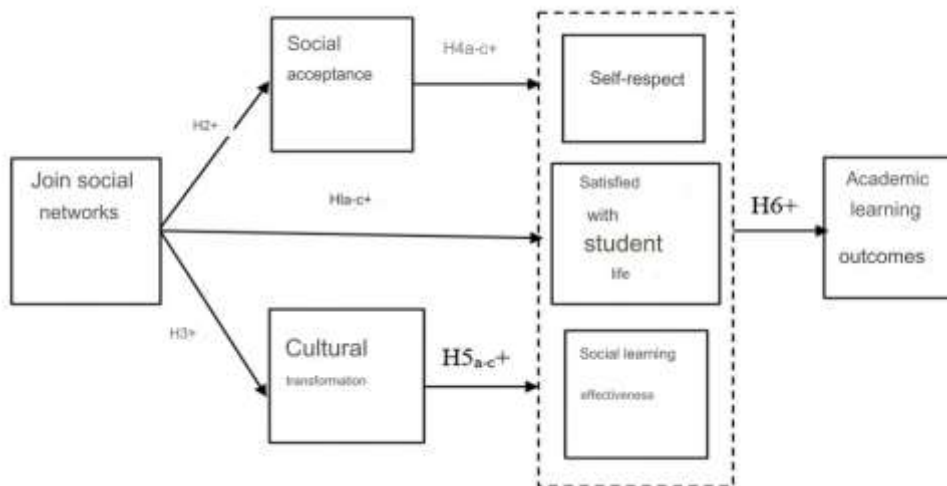 Social
acceptance
H4a-c+
Self-respect
H2+
Join social
networks
Hla-c+
Satisfied
with
student
life
H6+
Academic
learning
outcomes
H3+
Cultural
transformation
H5a-c+
Social learning
effectiveness